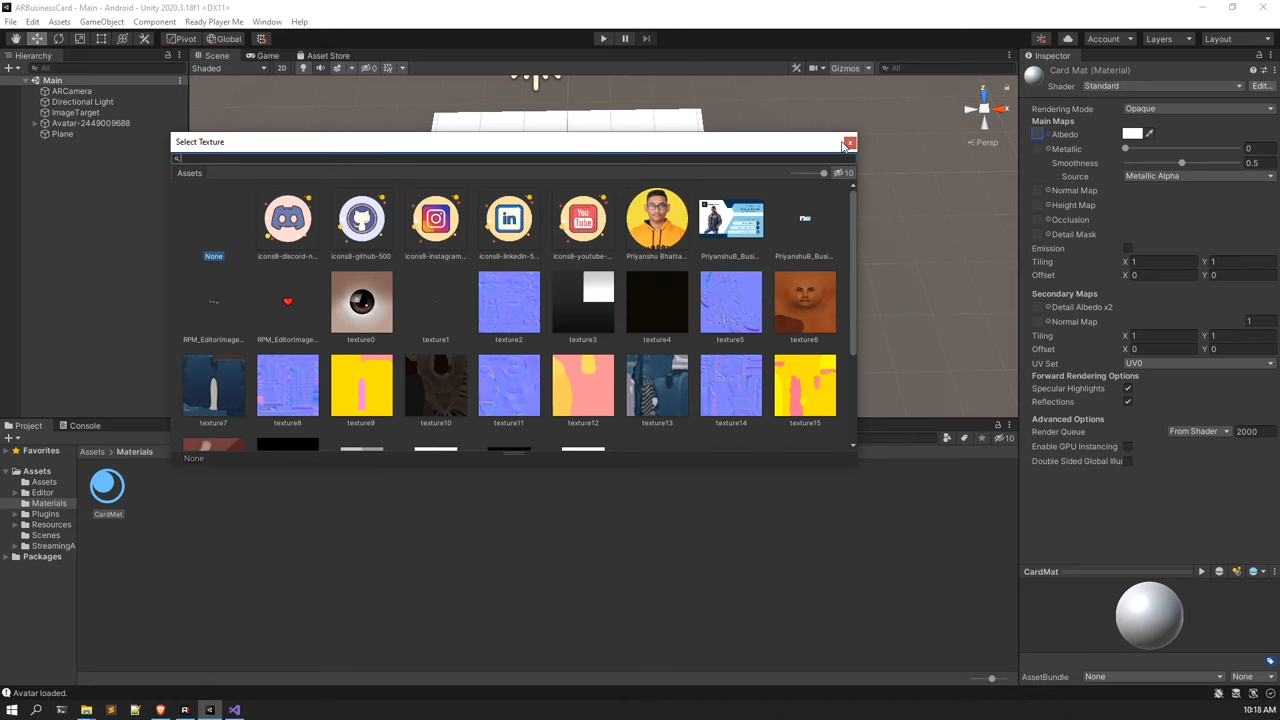 ARBusinessCard - Main - Android - Unity 2020.3.18f1 <DX11>
File Edit Assets GameObject Component Ready Player Me Window Help
Pivot Global Account Layers Layout
Hierarchy Scene Game Asset Store Inspector
All Shaded 2D 0 Gizmos All
Main
ARCamera
Directional Light
ImageTarget
Avatar-2449009688
Plane
Persp
Select Texture
Assets 10
None icons8-discord-n... icons8-github-500 icons8-instagram... icons8-linkedin-5... icons8-youtube-... Priyanshu Bhatta... PriyanshuB_Busi... PriyanshuB_Busi...
RPM_EditorImage... RPM_EditorImage... texture0 texture1 texture2 texture3 texture4 texture5 texture6
texture7 texture8 texture9 texture10 texture11 texture12 texture13 texture14 texture15
None
Card Mat (Material)
Shader Standard Edit...
Rendering Mode Opaque
Main Maps
Albedo
Metallic 0
Smoothness 0.5
Source Metallic Alpha
Normal Map
Height Map
Occlusion
Detail Mask
Emission
Tiling X 1 Y 1
Offset X 0 Y 0
Secondary Maps
Detail Albedo x2
Normal Map 1
Tiling X 1 Y 1
Offset X 0 Y 0
UV Set UV0
Forward Rendering Options
Specular Highlights
Reflections
Advanced Options
Render Queue From Shader 2000
Enable GPU Instancing
Double Sided Global Illu
Project Console
10
Favorites
Assets
Assets
Editor
Materials
Plugins
Resources
Scenes
StreamingA
Packages
Assets > Materials
CardMat
CardMat
AssetBundle None None
Avatar loaded.
10:18 AM